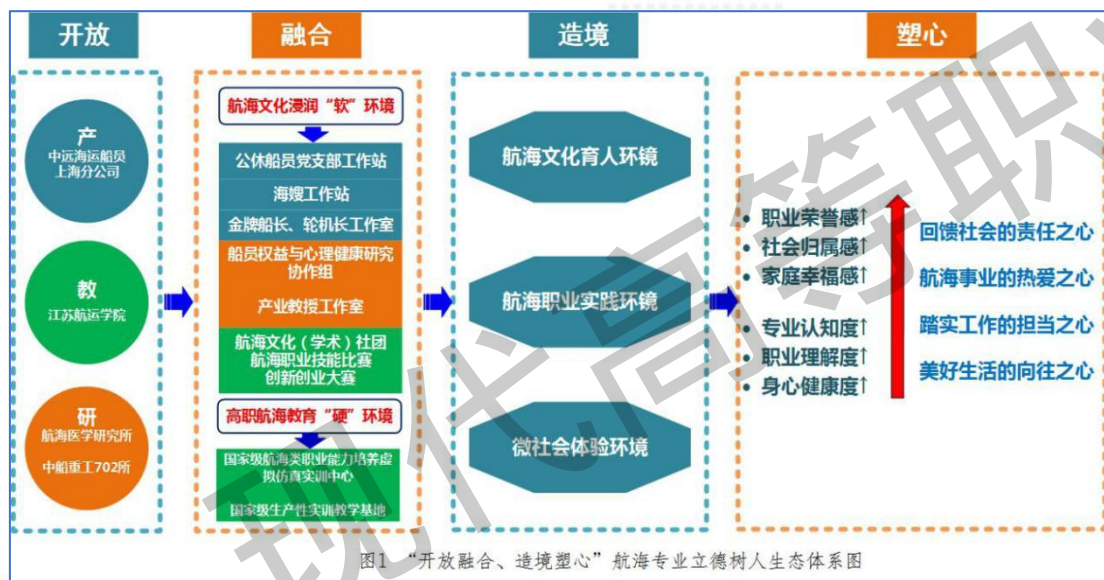 开放
融合
造境
塑心
产
中远海运船员
上海分公司
教
江苏航运学院
研
航海医学研究所
中船重工702所
航海文化浸润“软”环境
公休船员党支部工作站
海嫂工作站
金牌船长、轮机长工作室
船员权益与心理健康研究
协作组
产业教授工作室
航海文化（学术）社团
航海职业技能比赛
创新创业大赛
高职航海教育“硬”环境
国家级航海类职业能力培养虚
拟仿真实训中心
国家级生产性实训教学基地
航海文化育人环镜
航海职业实践环镜
微社会体验环境
• 职业荣誉感↑
• 社会归属感↑
• 家庭幸福感↑
• 专业认知度↑
• 职业理解度↑
• 身心健康度↑
回馈社会的责任之心
航海事业的热爱之心
踏实工作的担当之心
美好生活的向往之心
图1 “开放融合、造境塑心”航海专业立德树人生态体系图
现代高等职